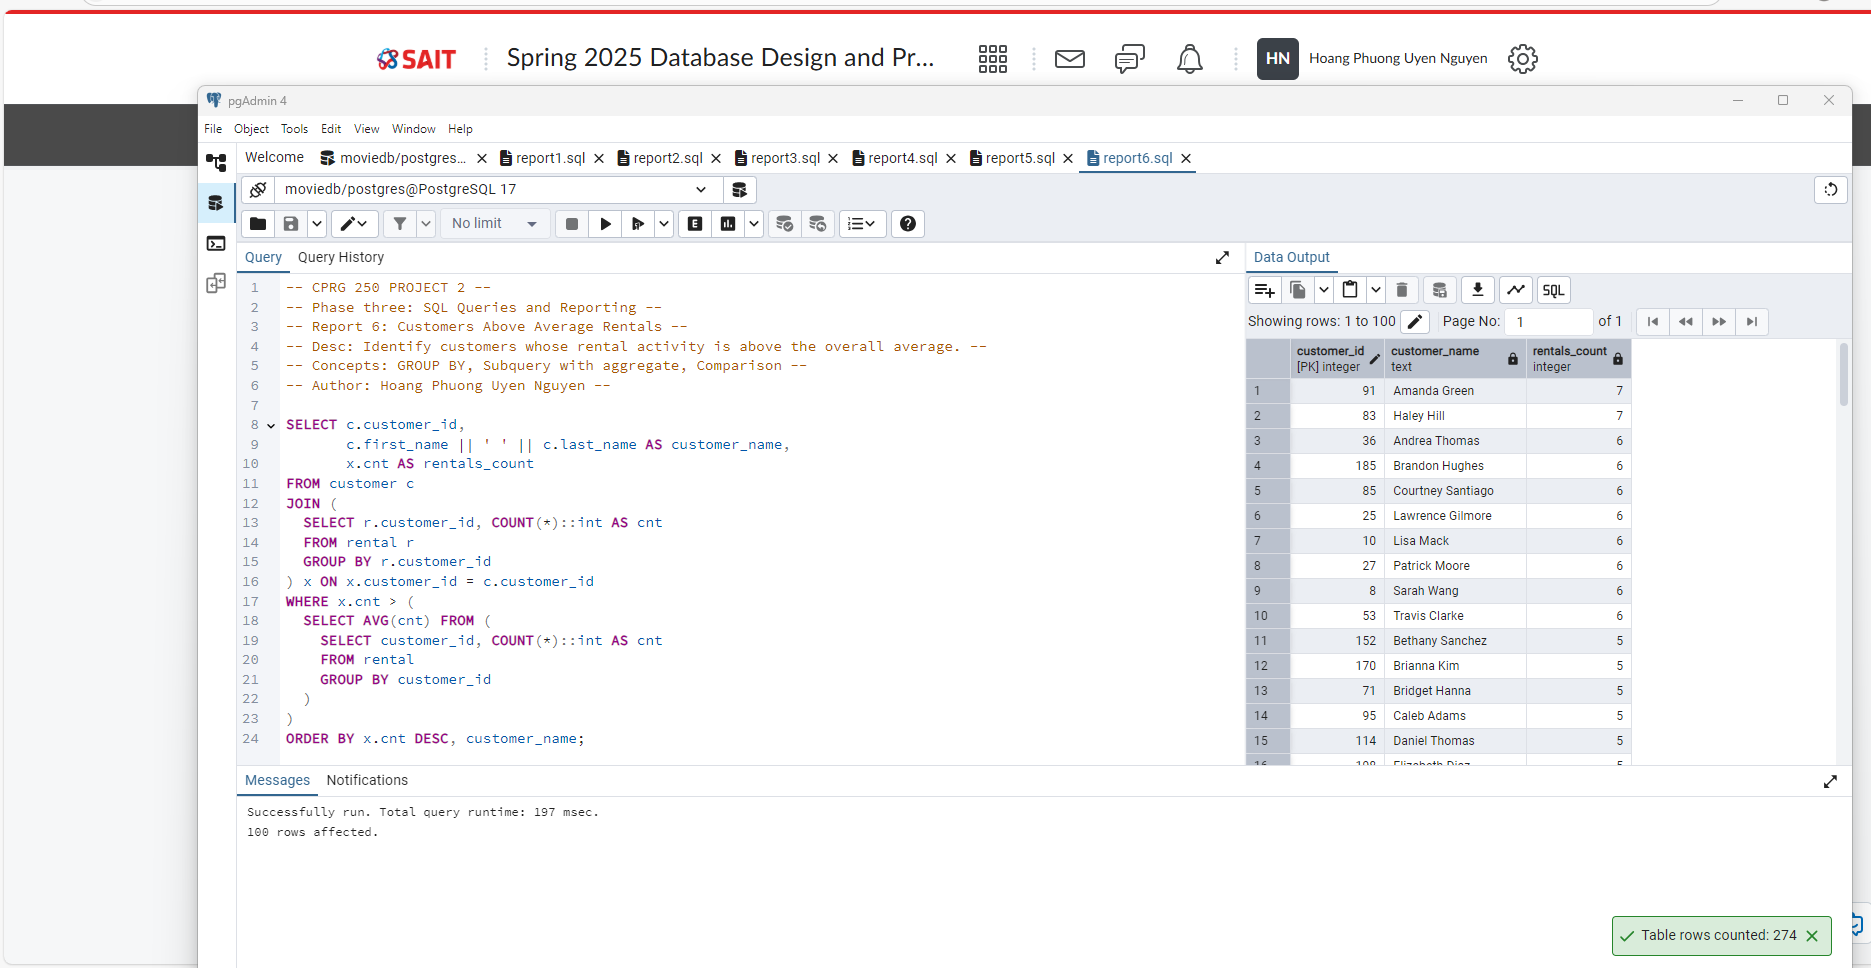 SAIT
Spring 2025 Database Design and Pr...
HN
Hoang Phuong Uyen Nguyen
pgAdmin 4
File Object Tools Edit View Window Help
Welcome moviedb/postgres... report1.sql report2.sql report3.sql report4.sql report5.sql report6.sql
moviedb/postgres@PostgreSQL 17
No limit
E
Query Query History
1 -- CPRG 250 PROJECT 2 --
2 -- Phase three: SQL Queries and Reporting --
3 -- Report 6: Customers Above Average Rentals --
4 -- Desc: Identify customers whose rental activity is above the overall average. --
5 -- Concepts: GROUP BY, Subquery with aggregate, Comparison --
6 -- Author: Hoang Phuong Uyen Nguyen --
7
8 SELECT c.customer_id,
9 c.first_name || ' ' || c.last_name AS customer_name,
10 x.cnt AS rentals_count
11 FROM customer c
12 JOIN (
13 SELECT r.customer_id, COUNT(*)::int AS cnt
14 FROM rental r
15 GROUP BY r.customer_id
16 ) x ON x.customer_id = c.customer_id
17 WHERE x.cnt > (
18 SELECT AVG(cnt) FROM (
19 SELECT customer_id, COUNT(*)::int AS cnt
20 FROM rental
21 GROUP BY customer_id
22 )
23 )
24 ORDER BY x.cnt DESC, customer_name;
Data Output
SQL
Showing rows: 1 to 100 Page No: 1 of 1
customer_id customer_name rentals_count
[PK] integer text integer
1 91 Amanda Green 7
2 83 Haley Hill 7
3 36 Andrea Thomas 6
4 185 Brandon Hughes 6
5 85 Courtney Santiago 6
6 25 Lawrence Gilmore 6
7 10 Lisa Mack 6
8 27 Patrick Moore 6
9 8 Sarah Wang 6
10 53 Travis Clarke 6
11 152 Bethany Sanchez 5
12 170 Brianna Kim 5
13 71 Bridget Hanna 5
14 95 Caleb Adams 5
15 114 Daniel Thomas 5
Messages Notifications
Successfully run. Total query runtime: 197 msec.
100 rows affected.
Table rows counted: 274